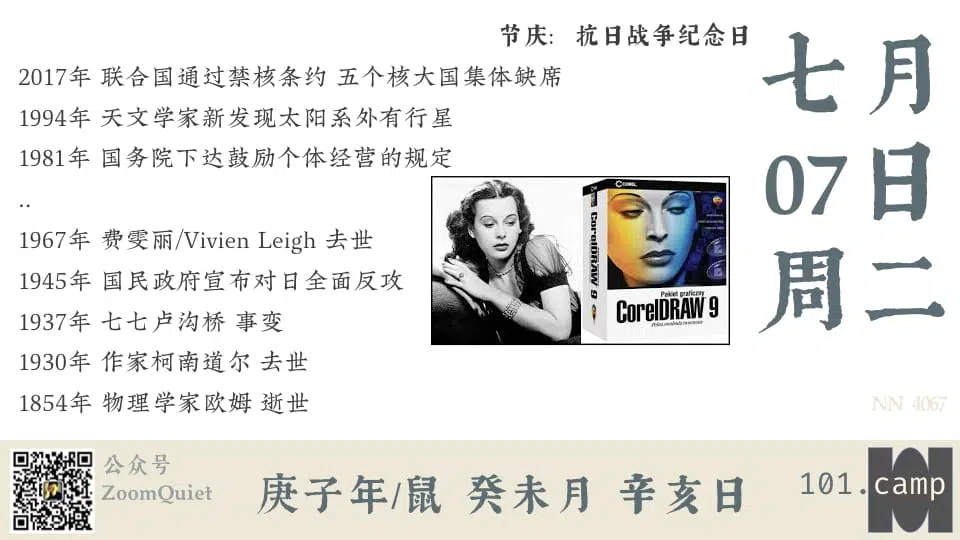 节庆: 抗日战争纪念日
2017年 联合国通过禁核条约 五个核大国集体缺席
1994年 天文学家新发现太阳系外有行星
1981年 国务院下达鼓励个体经营的规定
..
1967年 费雯丽/Vivien Leigh 去世
1945年 国民政府宣布对日全面反攻
1937年 七七卢沟桥 事变
1930年 作家柯南道尔 去世
1854年 物理学家欧姆 逝世
COREL
CorelDRAW 9
Pakiet graficzny
CorelDRAW 9
七月
07日
周二
NN 4067
公众号
ZoomQuiet
庚子年/鼠 癸未月 辛亥日
101.camp